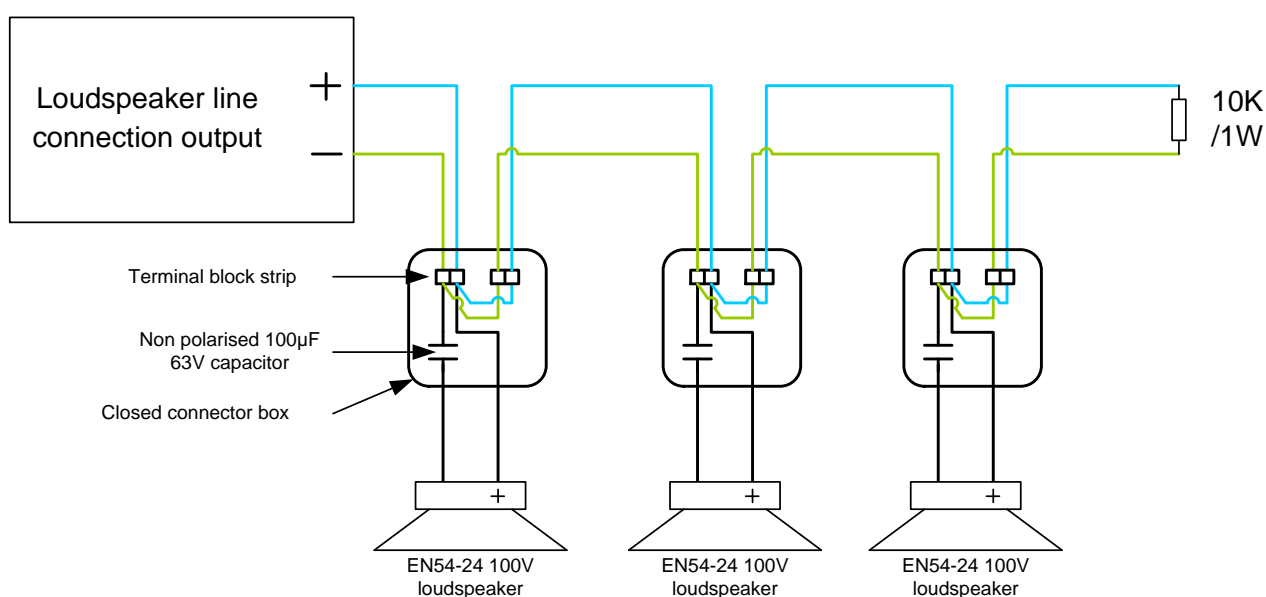 Loudspeaker line
connection output
+
−
10K
/1W
Terminal block strip
Non polarised 100µF
63V capacitor
Closed connector box
+
+
+
EN54-24 100V
loudspeaker
EN54-24 100V
loudspeaker
EN54-24 100V
loudspeaker